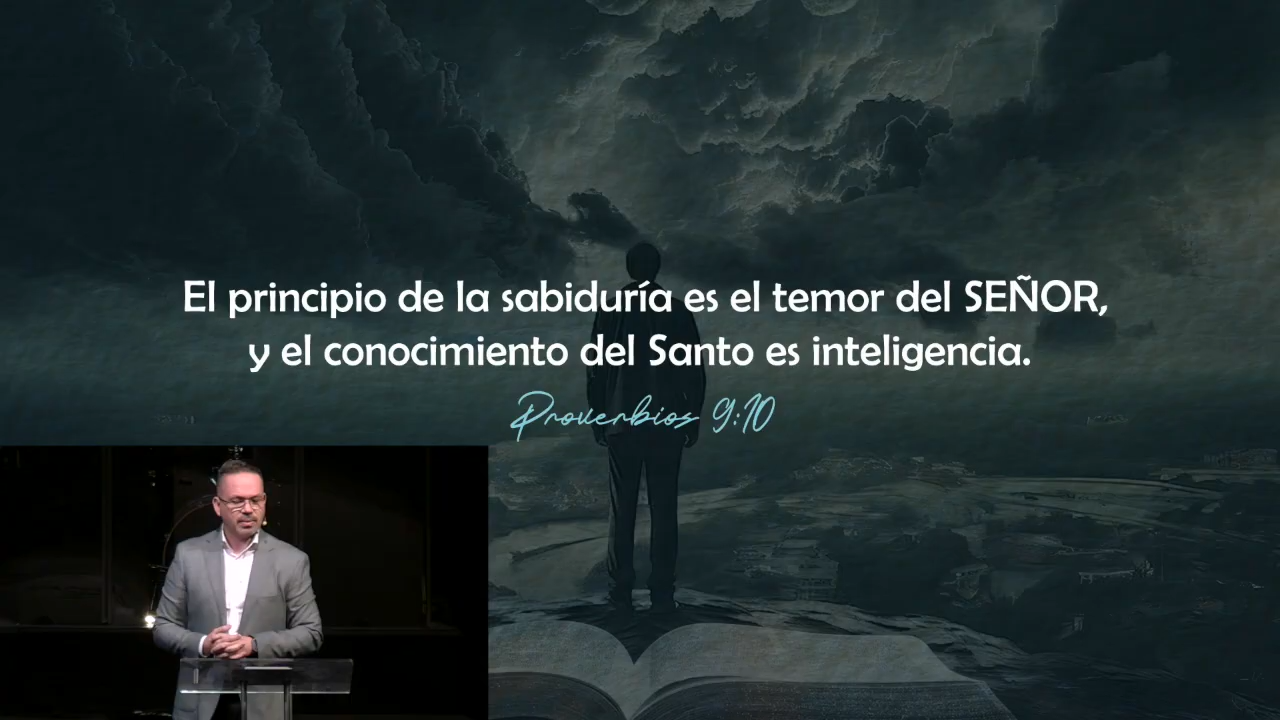 El principio de la sabiduría es el temor del SEÑOR,
y el conocimiento del Santo es inteligencia.
Proverbios 9:10